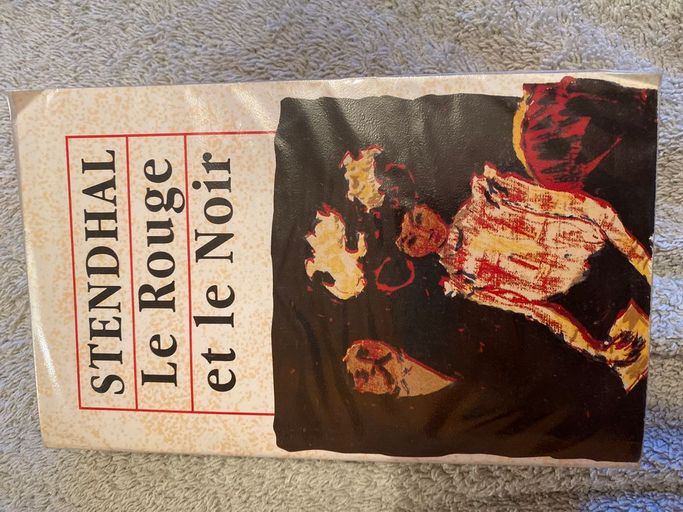 STENDHAL
Le Rouge
et le Noir